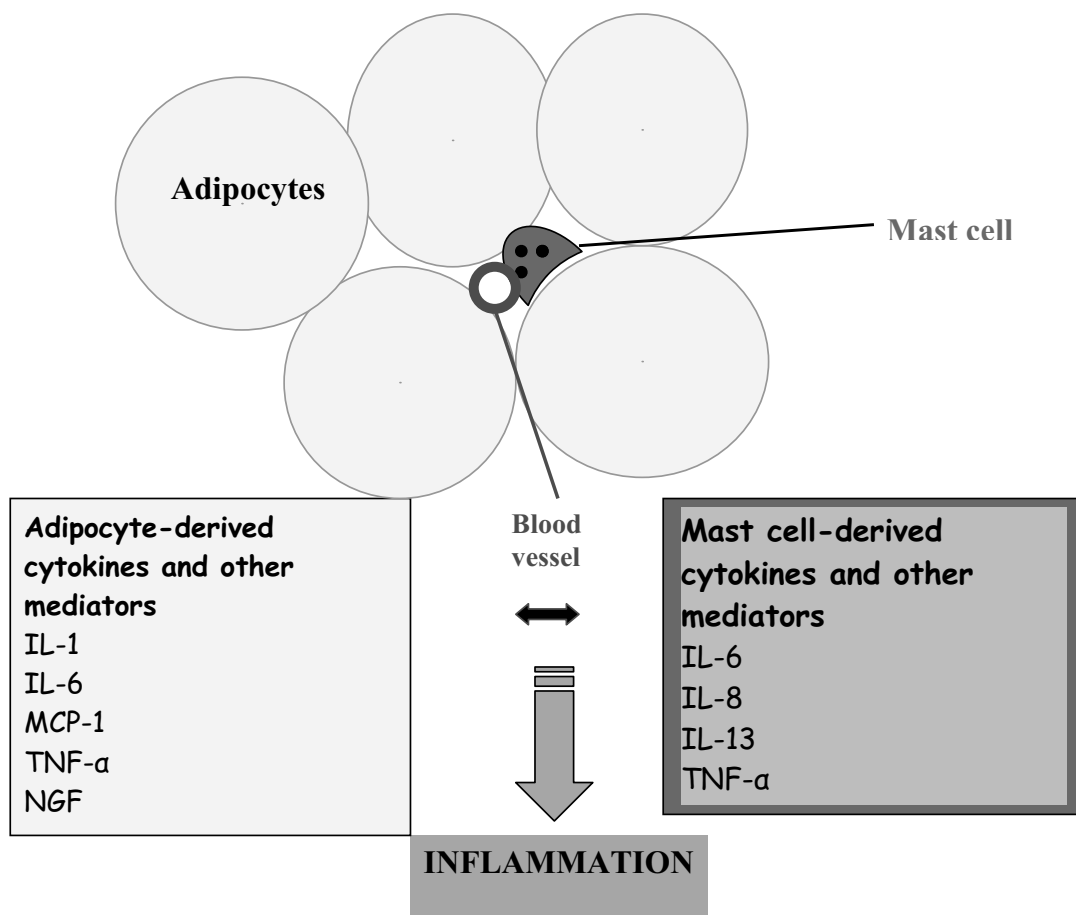 Adipocytes
Mast cell
Blood
vessel
Adipocyte-derived
cytokines and other
mediators
IL-1
IL-6
MCP-1
TNF-α
NGF
Mast cell-derived
cytokines and other
mediators
IL-6
IL-8
IL-13
TNF-α
INFLAMMATION